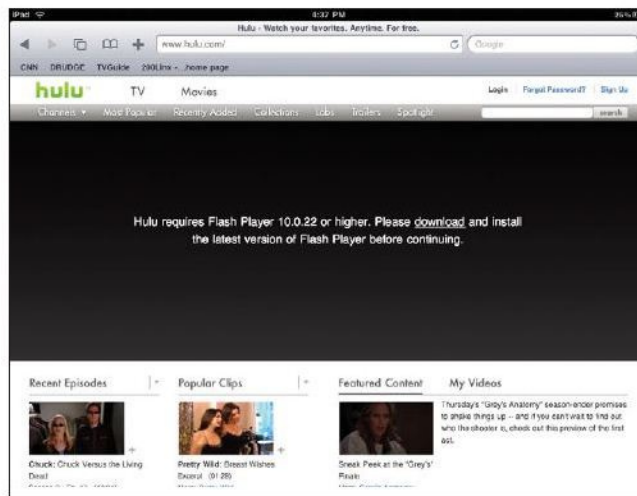 iPad 4:37 PM
Hulu - Watch your favorites. Anytime. For free.
www.hulu.com/ Google
CNN DRUDGE TVGuide home page
hulu TV Movies Login Forgot Password? Sign Up
Channels Most Popular Recently Added Collections Labs Trailers Spotlight search
Hulu requires Flash Player 10.0.22 or higher. Please download and install
the latest version of Flash Player before continuing.
Recent Episodes Popular Clips Featured Content My Videos
Thursday's "Grey's Anatomy" season-ender promises
to shake things up -- and if you can't wait to find out
who the shooter is, check out this preview of the first
act.
Chuck: Chuck Versus the Living
Dead
Pretty Wild: Breast Wishes
Excerpt (01:29)
Sneak Peek at the "Grey's"
Finale